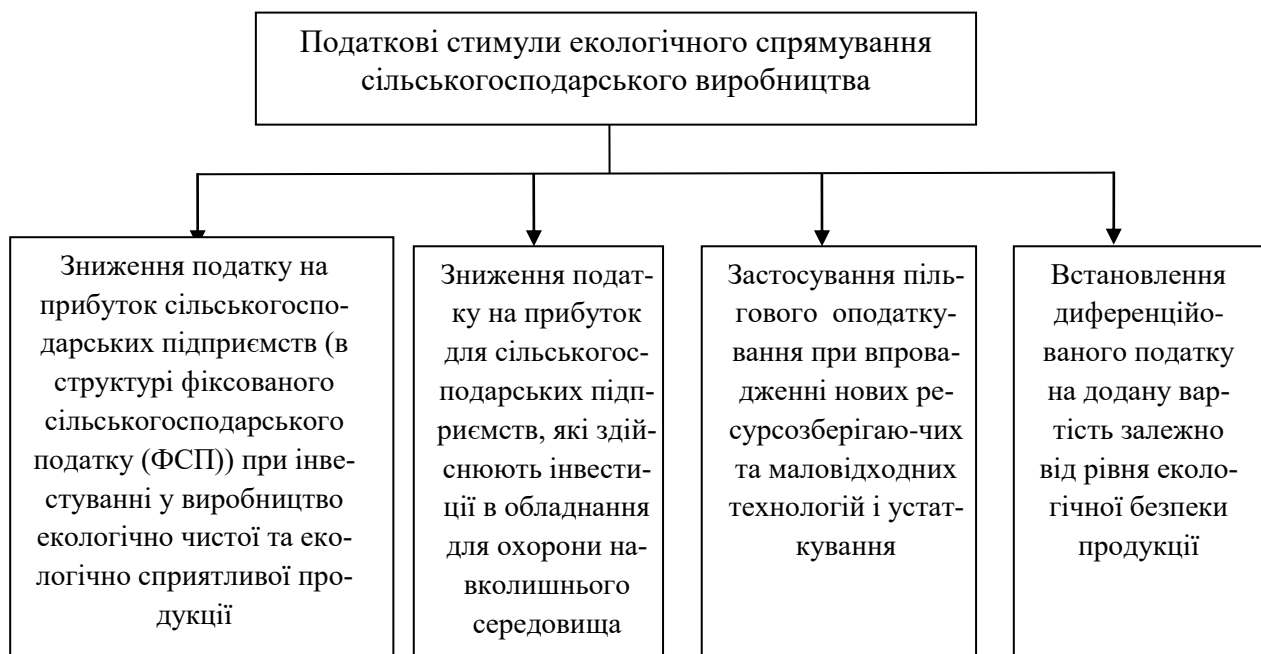 Податкові стимули екологічного спрямування
сільськогосподарського виробництва
Зниження податку на
прибуток сільськогоспо-
дарських підприємств (в
структурі фіксованого
сільськогосподарського
податку (ФСП)) при інве-
стуванні у виробництво
екологічно чистої та еко-
логічно сприятливої про-
дукції
Зниження подат-
ку на прибуток
для сільськогос-
подарських підп-
риємств, які здій-
снюють інвести-
ції в обладнання
для охорони на-
вколишнього
середовища
Застосування піль-
гового оподатку-
вання при впрова-
дженні нових ре-
сурсозберігаю-чих
та маловідходних
технологій і устат-
кування
Встановлення
диференційо-
ваного податку
на додану вар-
тість залежно
від рівня еколо-
гічної безпеки
продукції